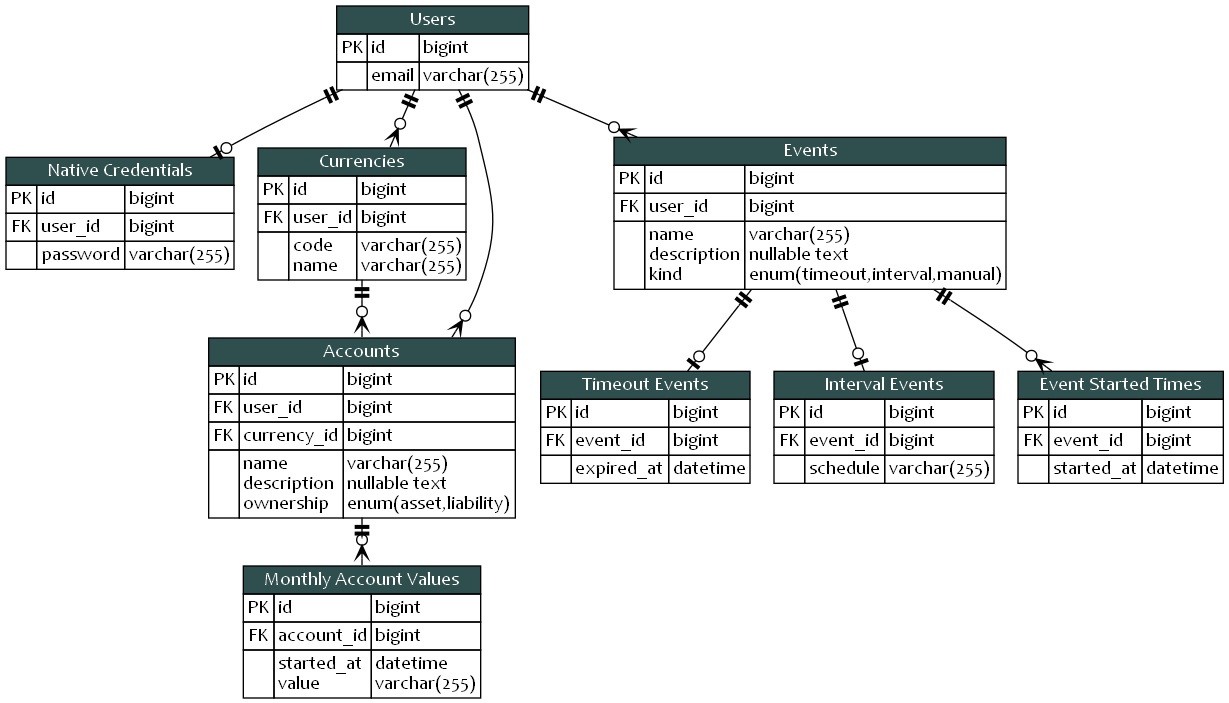 Users
PK id bigint
email varchar(255)
Native Credentials
PK id bigint
FK user_id bigint
password varchar(255)
Currencies
PK id bigint
FK user_id bigint
code varchar(255)
name varchar(255)
Events
PK id bigint
FK user_id bigint
name varchar(255)
description nullable text
kind enum(timeout,interval,manual)
Accounts
PK id bigint
FK user_id bigint
FK currency_id bigint
name varchar(255)
description nullable text
ownership enum(asset,liability)
Timeout Events
PK id bigint
FK event_id bigint
expired_at datetime
Interval Events
PK id bigint
FK event_id bigint
schedule varchar(255)
Event Started Times
PK id bigint
FK event_id bigint
started_at datetime
Monthly Account Values
PK id bigint
FK account_id bigint
started_at datetime
value varchar(255)